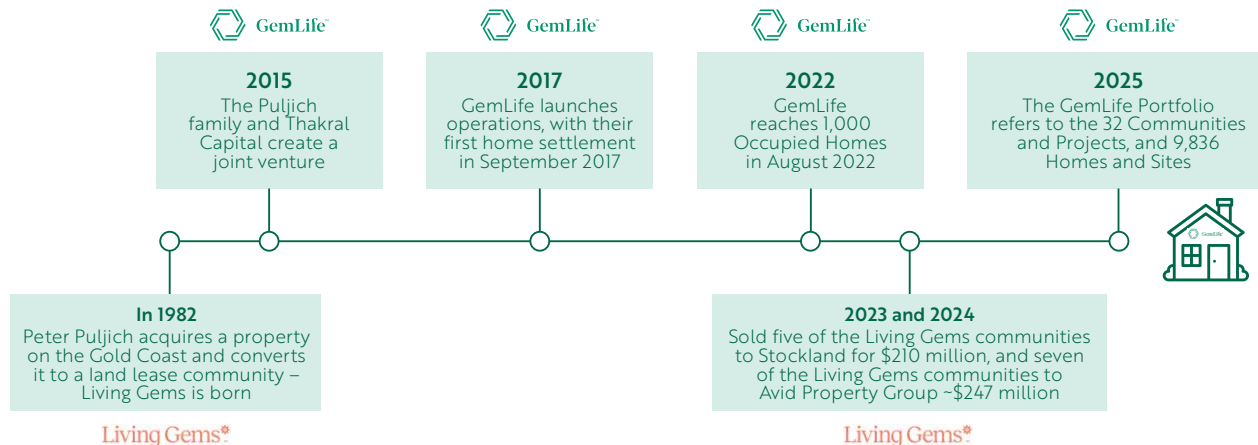 GemLife™
GemLife™
GemLife™
GemLife™
2015
The Puljich
family and Thakral
Capital create a
joint venture
2017
GemLife launches
operations, with their
first home settlement
in September 2017
2022
GemLife
reaches 1,000
Occupied Homes
in August 2022
2025
The GemLife Portfolio
refers to the 32 Communities
and Projects, and 9,836
Homes and Sites
GemLife
In 1982
Peter Puljich acquires a property
on the Gold Coast and converts
it to a land lease community –
Living Gems is born
2023 and 2024
Sold five of the Living Gems communities
to Stockland for $210 million, and seven
of the Living Gems communities to
Avid Property Group ~$247 million
Living Gems
Living Gems